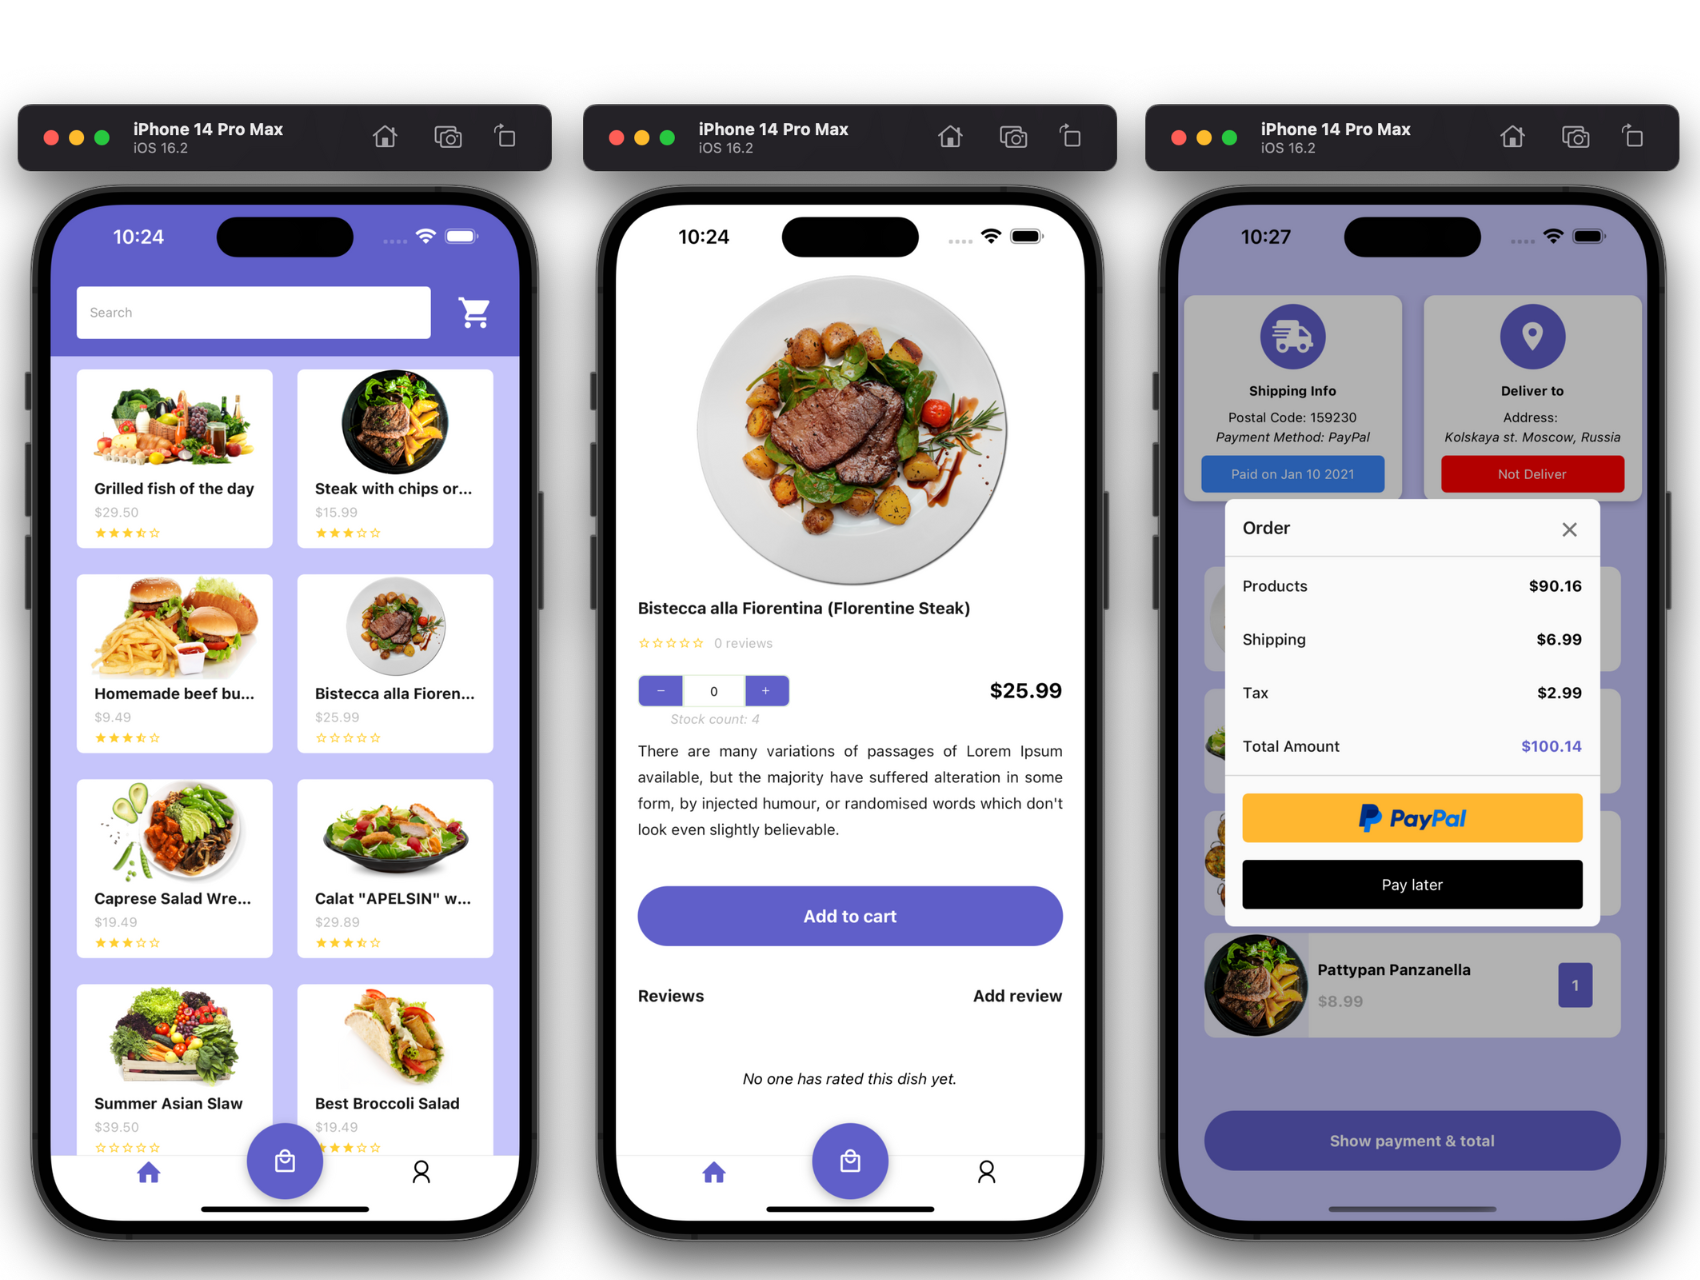 iPhone 14 Pro Max
iOS 16.2
10:24
Search
Grilled fish of the day
$29.50
Steak with chips or...
$15.99
Homemade beef bu...
$9.49
Bistecca alla Fioren...
$25.99
Caprese Salad Wre...
$19.49
Calat "APELSIN" w...
$29.89
Summer Asian Slaw
$39.50
Best Broccoli Salad
$19.49
iPhone 14 Pro Max
iOS 16.2
10:24
Bistecca alla Fiorentina (Florentine Steak)
0 reviews
− 0 +
$25.99
Stock count: 4
There are many variations of passages of Lorem Ipsum
available, but the majority have suffered alteration in some
form, by injected humour, or randomised words which don't
look even slightly believable.
Add to cart
Reviews
Add review
No one has rated this dish yet.
iPhone 14 Pro Max
iOS 16.2
10:27
Shipping Info
Postal Code: 159230
Payment Method: PayPal
Paid on Jan 10 2021
Deliver to
Address:
Kolskaya st. Moscow, Russia
Not Deliver
Order
Products $90.16
Shipping $6.99
Tax $2.99
Total Amount $100.14
PayPal
Pay later
Pattypan Panzanella
$8.99
1
Show payment & total